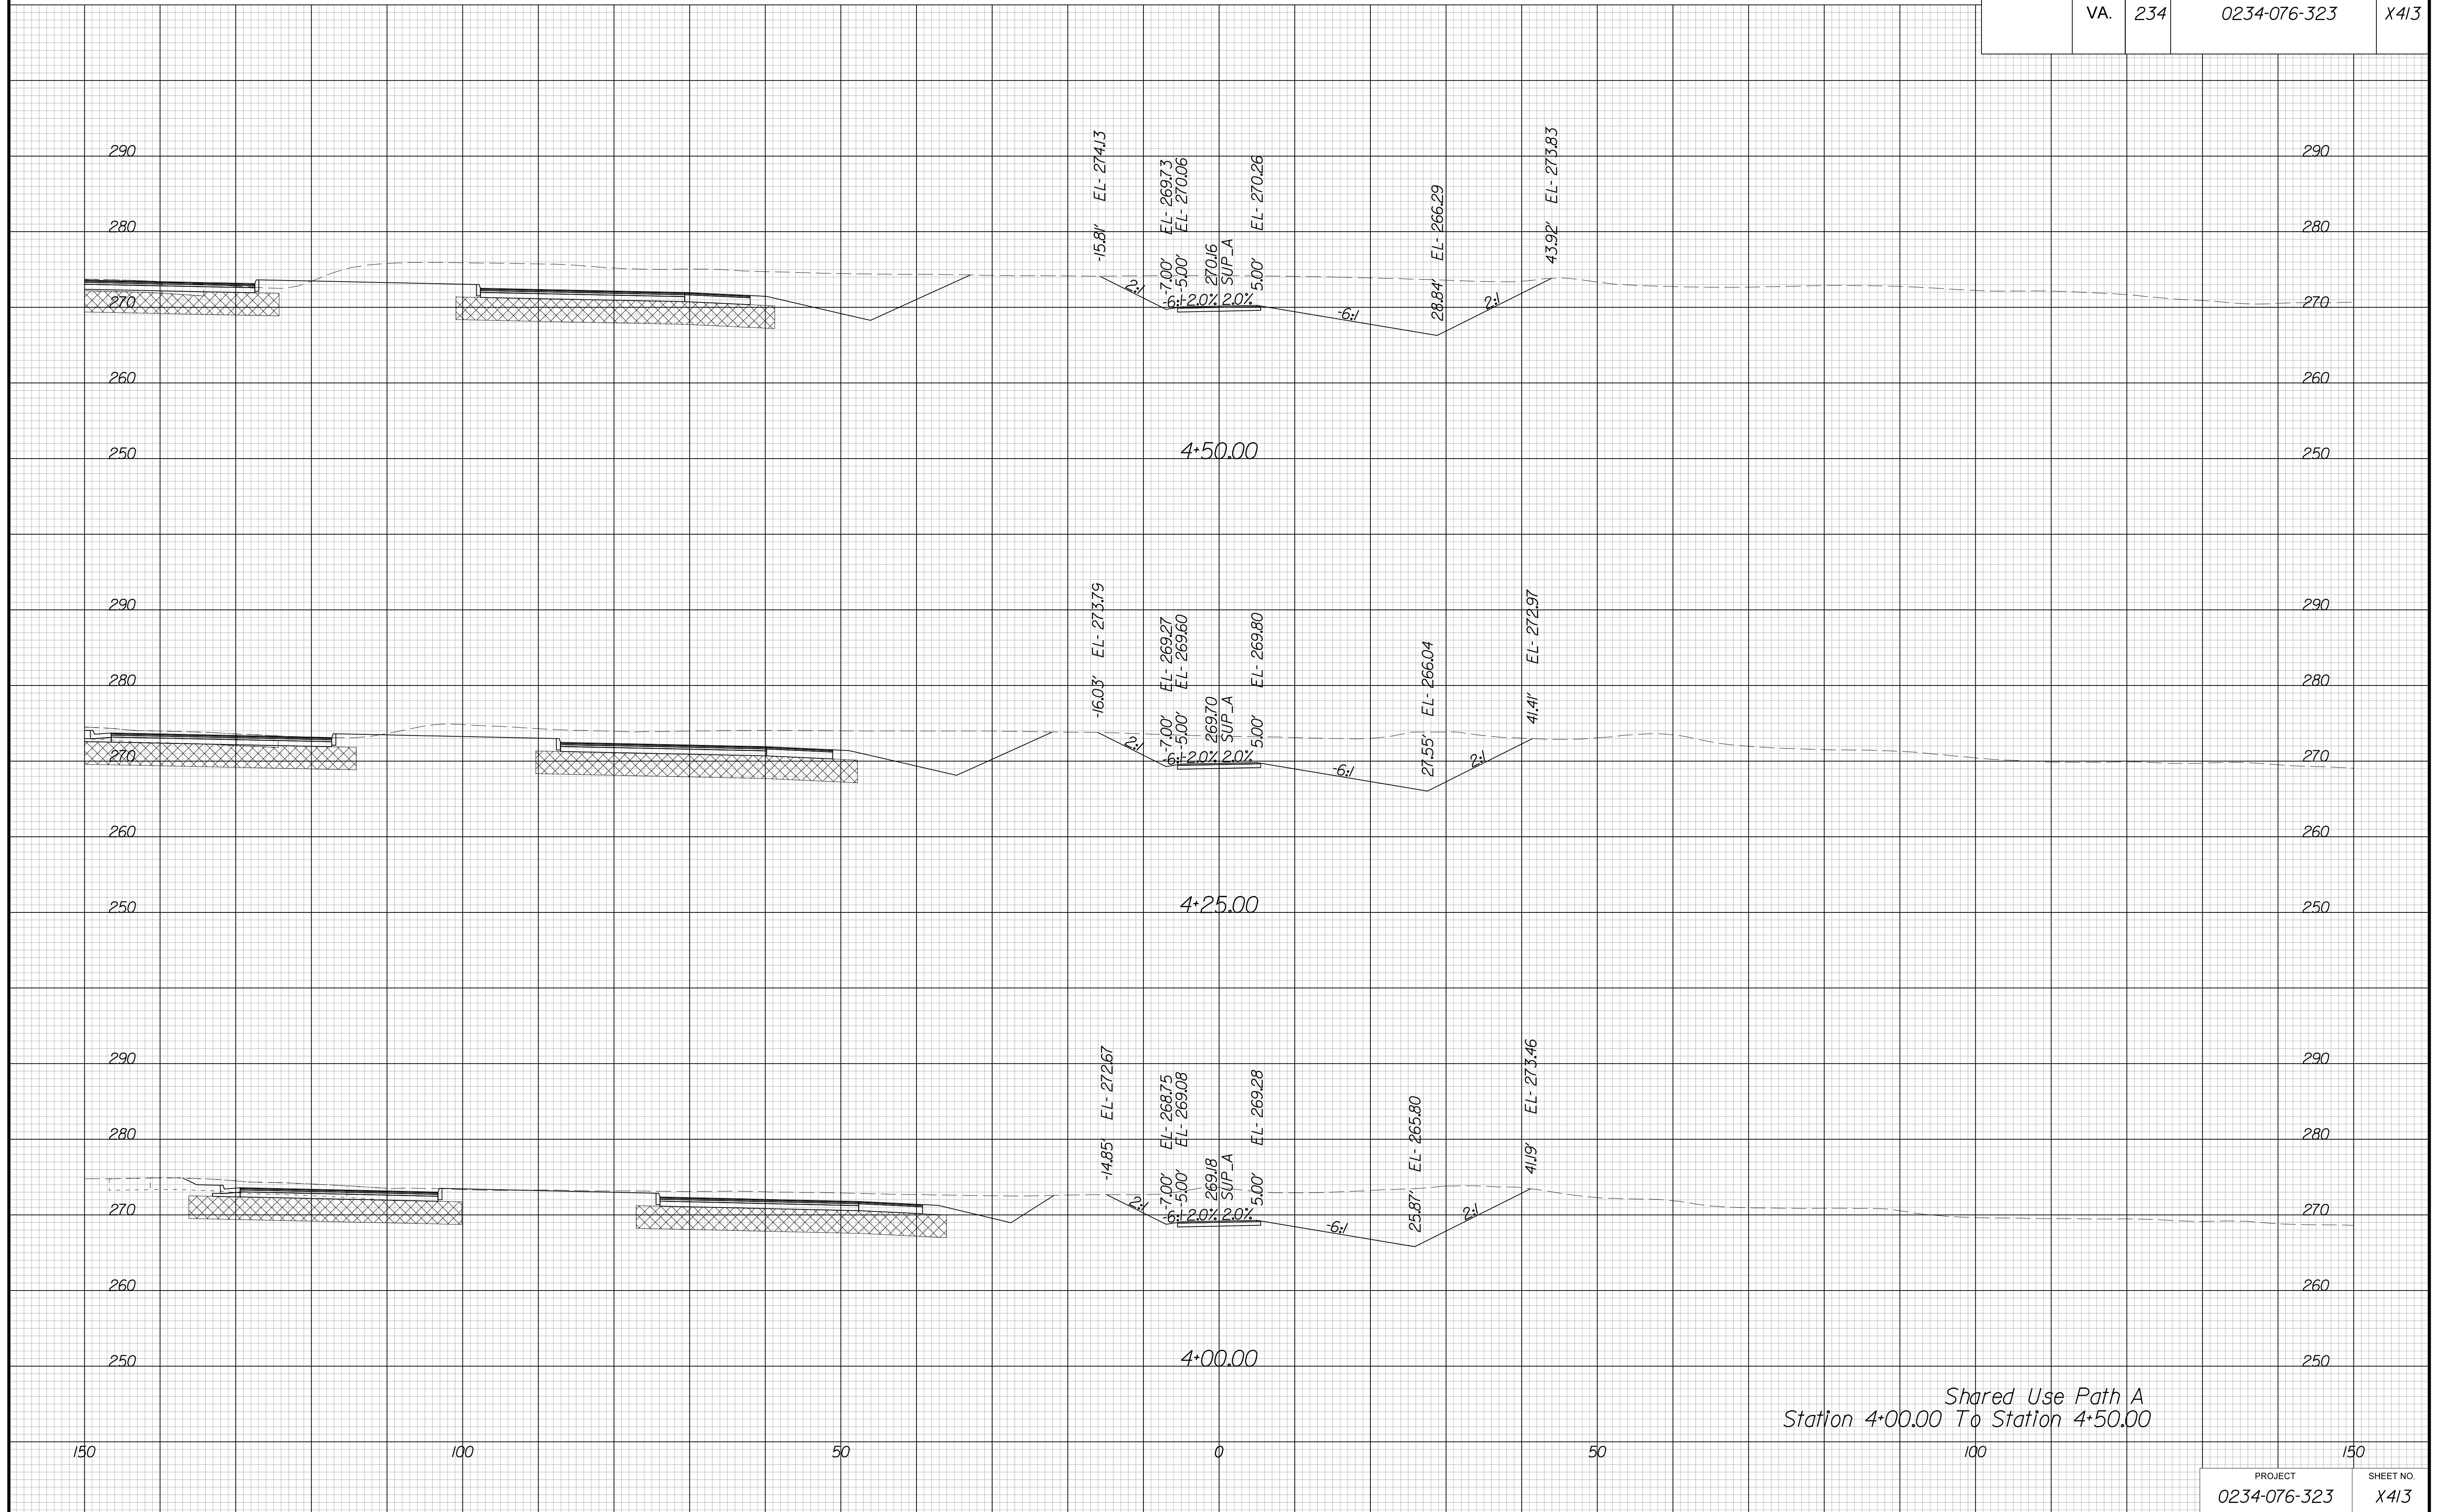 VA. 234 0234-076-323 X413
-15.81' EL- 274.13
-7.00' EL- 269.73
-5.00' EL- 270.06
270.16
SUP_A
5.00' EL- 270.26
28.84' EL- 266.29
43.92' EL- 273.83
290 290
280 280
2:1 -6:1 -2.0% 2.0% -6:1 2:1
270 270
260 260
250 4+50.00 250
-16.03' EL- 273.79
-7.00' EL- 269.27
-5.00' EL- 269.60
269.70
SUP_A
5.00' EL- 269.80
27.55' EL- 266.04
41.41' EL- 272.97
290 290
280 280
2:1 -6:1 -2.0% 2.0% -6:1 2:1
270 270
260 260
250 4+25.00 250
-14.85' EL- 272.67
-7.00' EL- 268.75
-5.00' EL- 269.08
269.18
SUP_A
5.00' EL- 269.28
25.87' EL- 265.80
41.19' EL- 273.46
290 290
280 280
2:1 -6:1 -2.0% 2.0% -6:1 2:1
270 270
260 260
250 4+00.00 250
Shared Use Path A
Station 4+00.00 To Station 4+50.00
150 100 50 0 50 100 150
PROJECT SHEET NO.
0234-076-323 X413